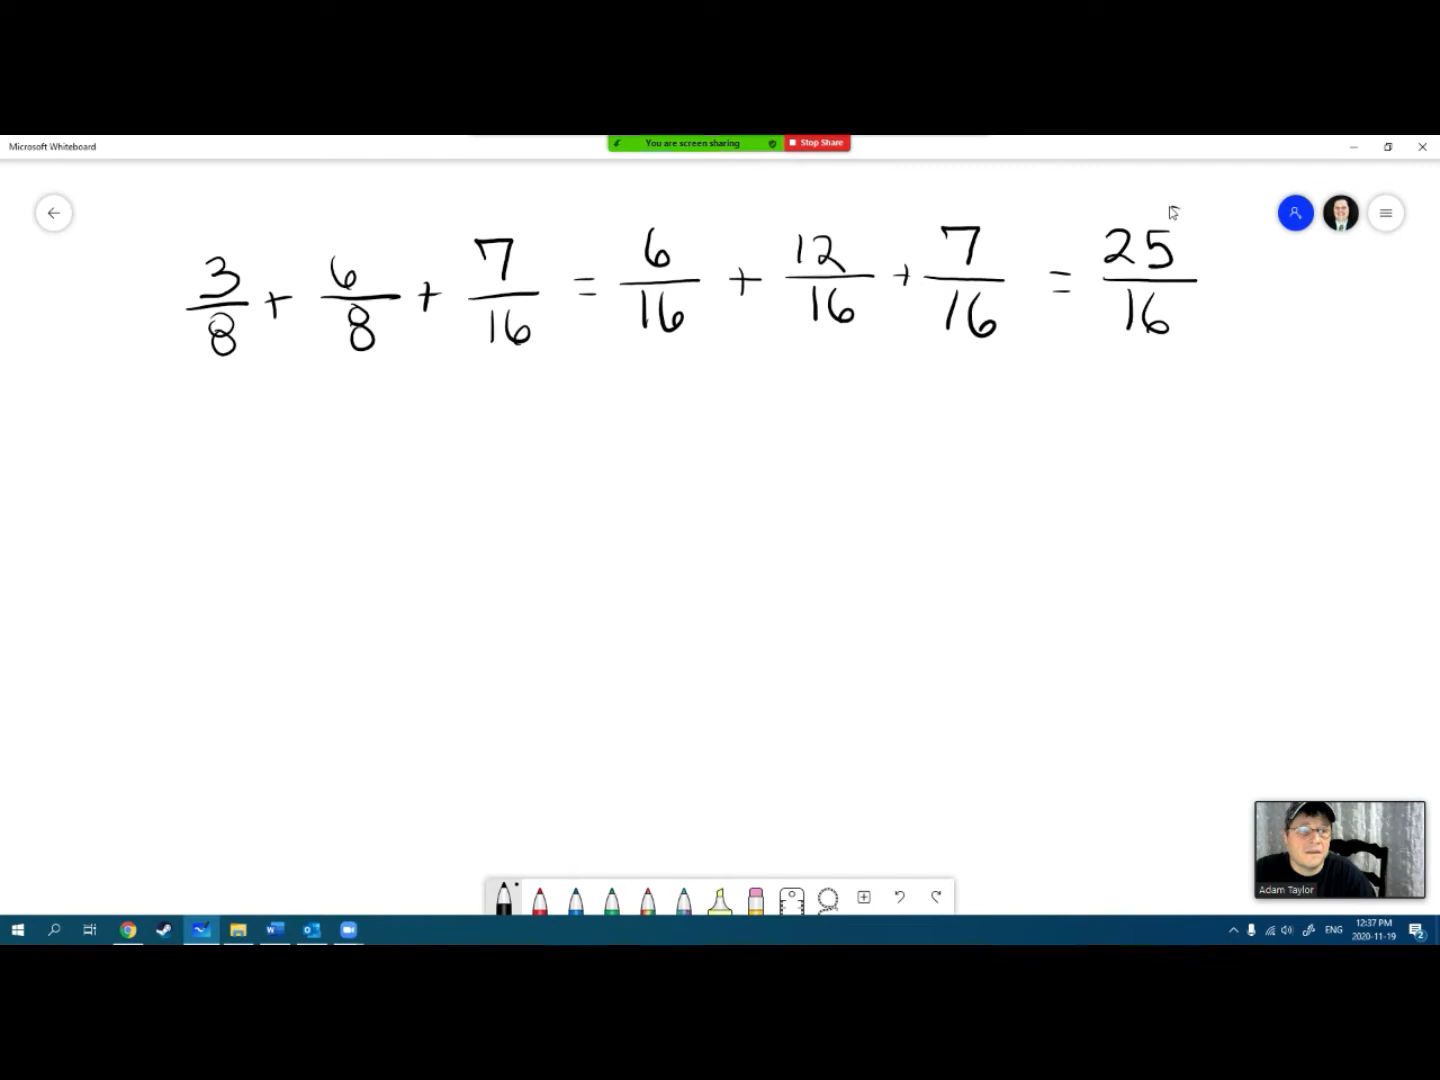 You are screen sharing Stop Share
Microsoft Whiteboard
3/8 + 6/8 + 7/16 = 6/16 + 12/16 + 7/16 = 25/16
Adam Taylor
ENG 12:37 PM
2020-11-19
2